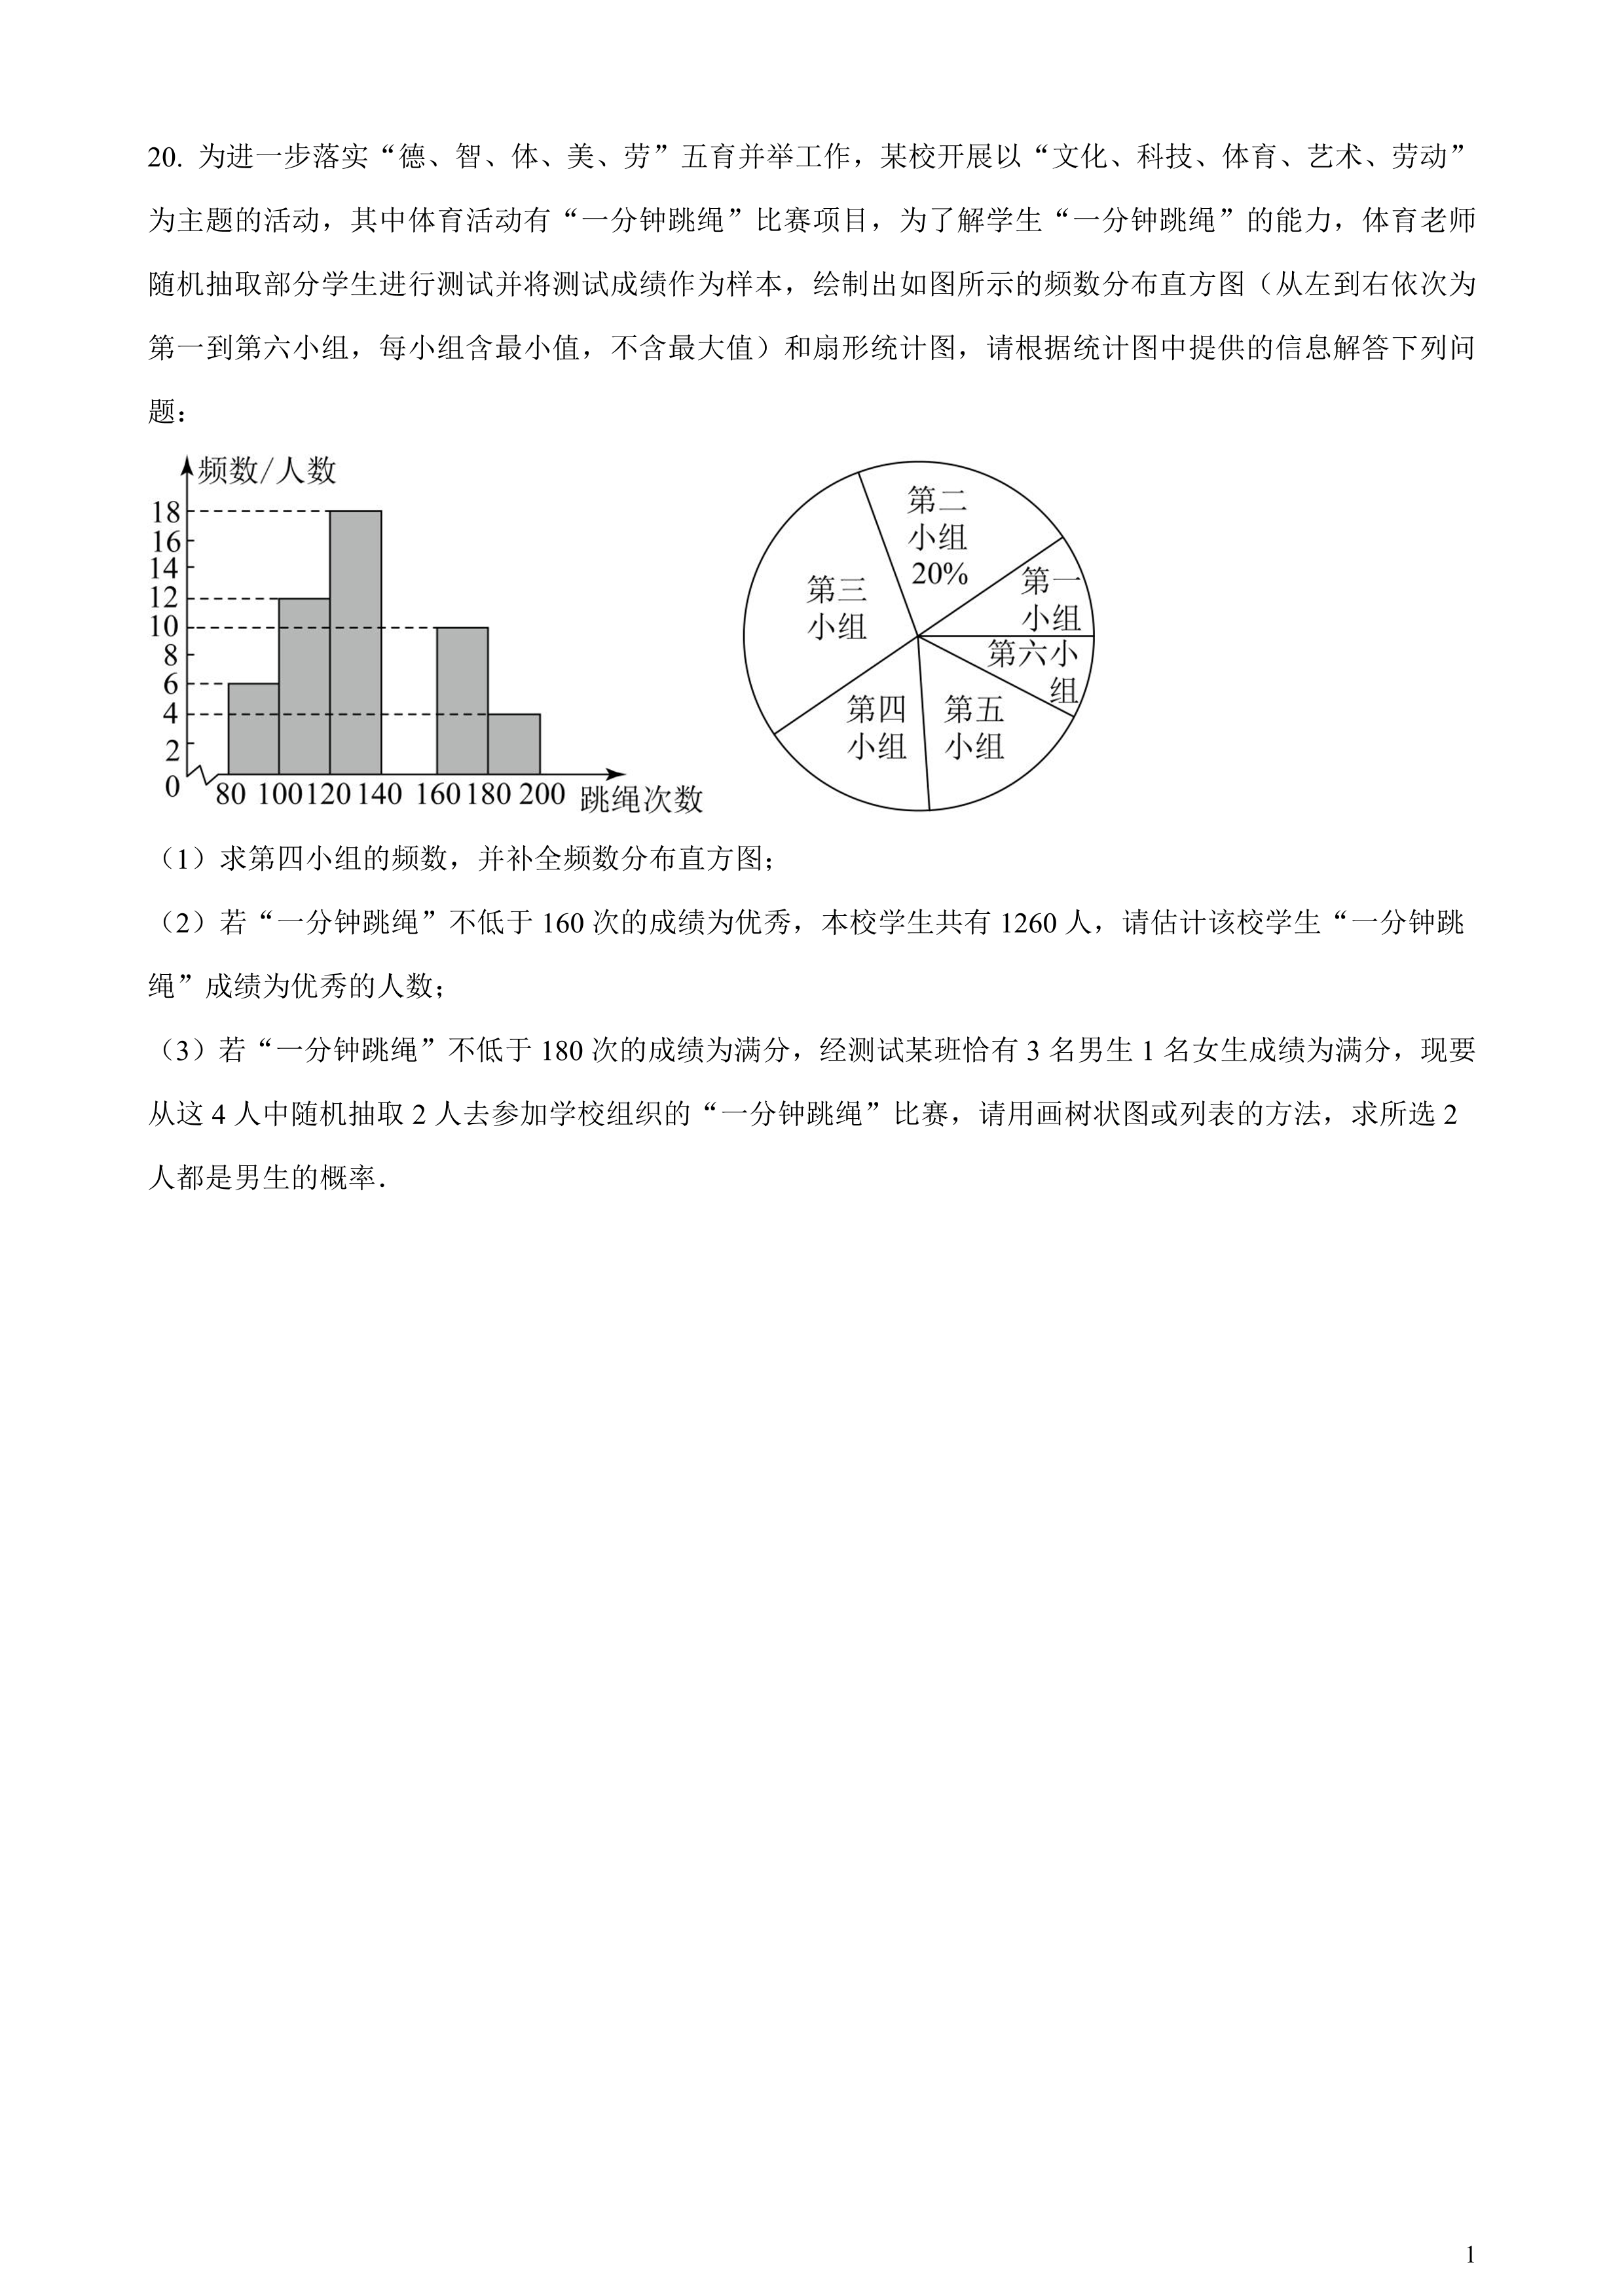 20. 为进一步落实“德、智、体、美、劳”五育并举工作，某校开展以“文化、科技、体育、艺术、劳动”
为主题的活动，其中体育活动有“一分钟跳绳”比赛项目，为了解学生“一分钟跳绳”的能力，体育老师
随机抽取部分学生进行测试并将测试成绩作为样本，绘制出如图所示的频数分布直方图（从左到右依次为
第一到第六小组，每小组含最小值，不含最大值）和扇形统计图，请根据统计图中提供的信息解答下列问
题：
频数/人数
18
16
14
12
10
8
6
4
2
0
80 100 120 140 160 180 200 跳绳次数
第二
小组
20%
第一
小组
第三
小组
第六小
组
第四
小组
第五
小组
（1）求第四小组的频数，并补全频数分布直方图；
（2）若“一分钟跳绳”不低于 160 次的成绩为优秀，本校学生共有 1260 人，请估计该校学生“一分钟跳
绳”成绩为优秀的人数；
（3）若“一分钟跳绳”不低于 180 次的成绩为满分，经测试某班恰有 3 名男生 1 名女生成绩为满分，现要
从这 4 人中随机抽取 2 人去参加学校组织的“一分钟跳绳”比赛，请用画树状图或列表的方法，求所选 2
人都是男生的概率．
1